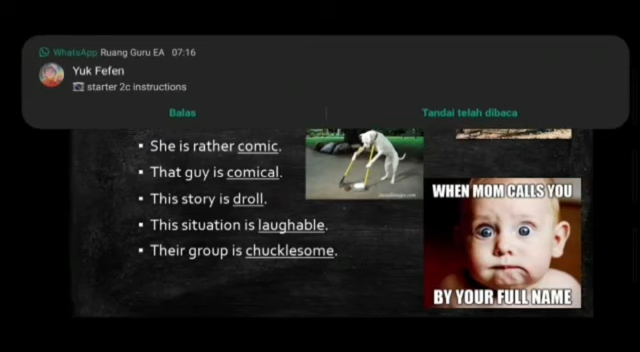 WhatsApp Ruang Guru EA 07:16
Yuk Fefen
starter 2c instructions
Balas
Tandai telah dibaca
▪ She is rather comic.
▪ That guy is comical.
▪ This story is droll.
▪ This situation is laughable.
▪ Their group is chucklesome.
WHEN MOM CALLS YOU
BY YOUR FULL NAME